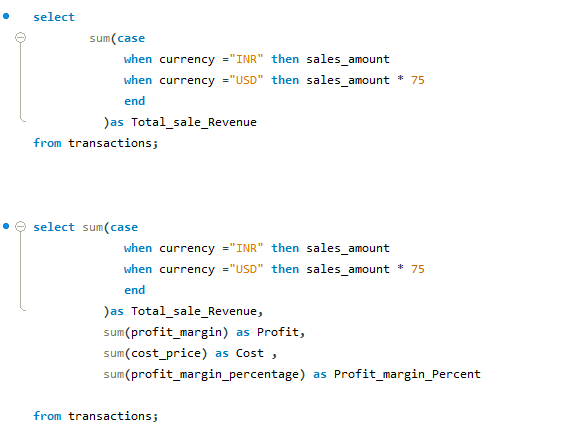 select
sum(case
when currency ="INR" then sales_amount
when currency ="USD" then sales_amount * 75
end
)as Total_sale_Revenue
from transactions;
select sum(case
when currency ="INR" then sales_amount
when currency ="USD" then sales_amount * 75
end
)as Total_sale_Revenue,
sum(profit_margin) as Profit,
sum(cost_price) as Cost ,
sum(profit_margin_percentage) as Profit_margin_Percent
from transactions;